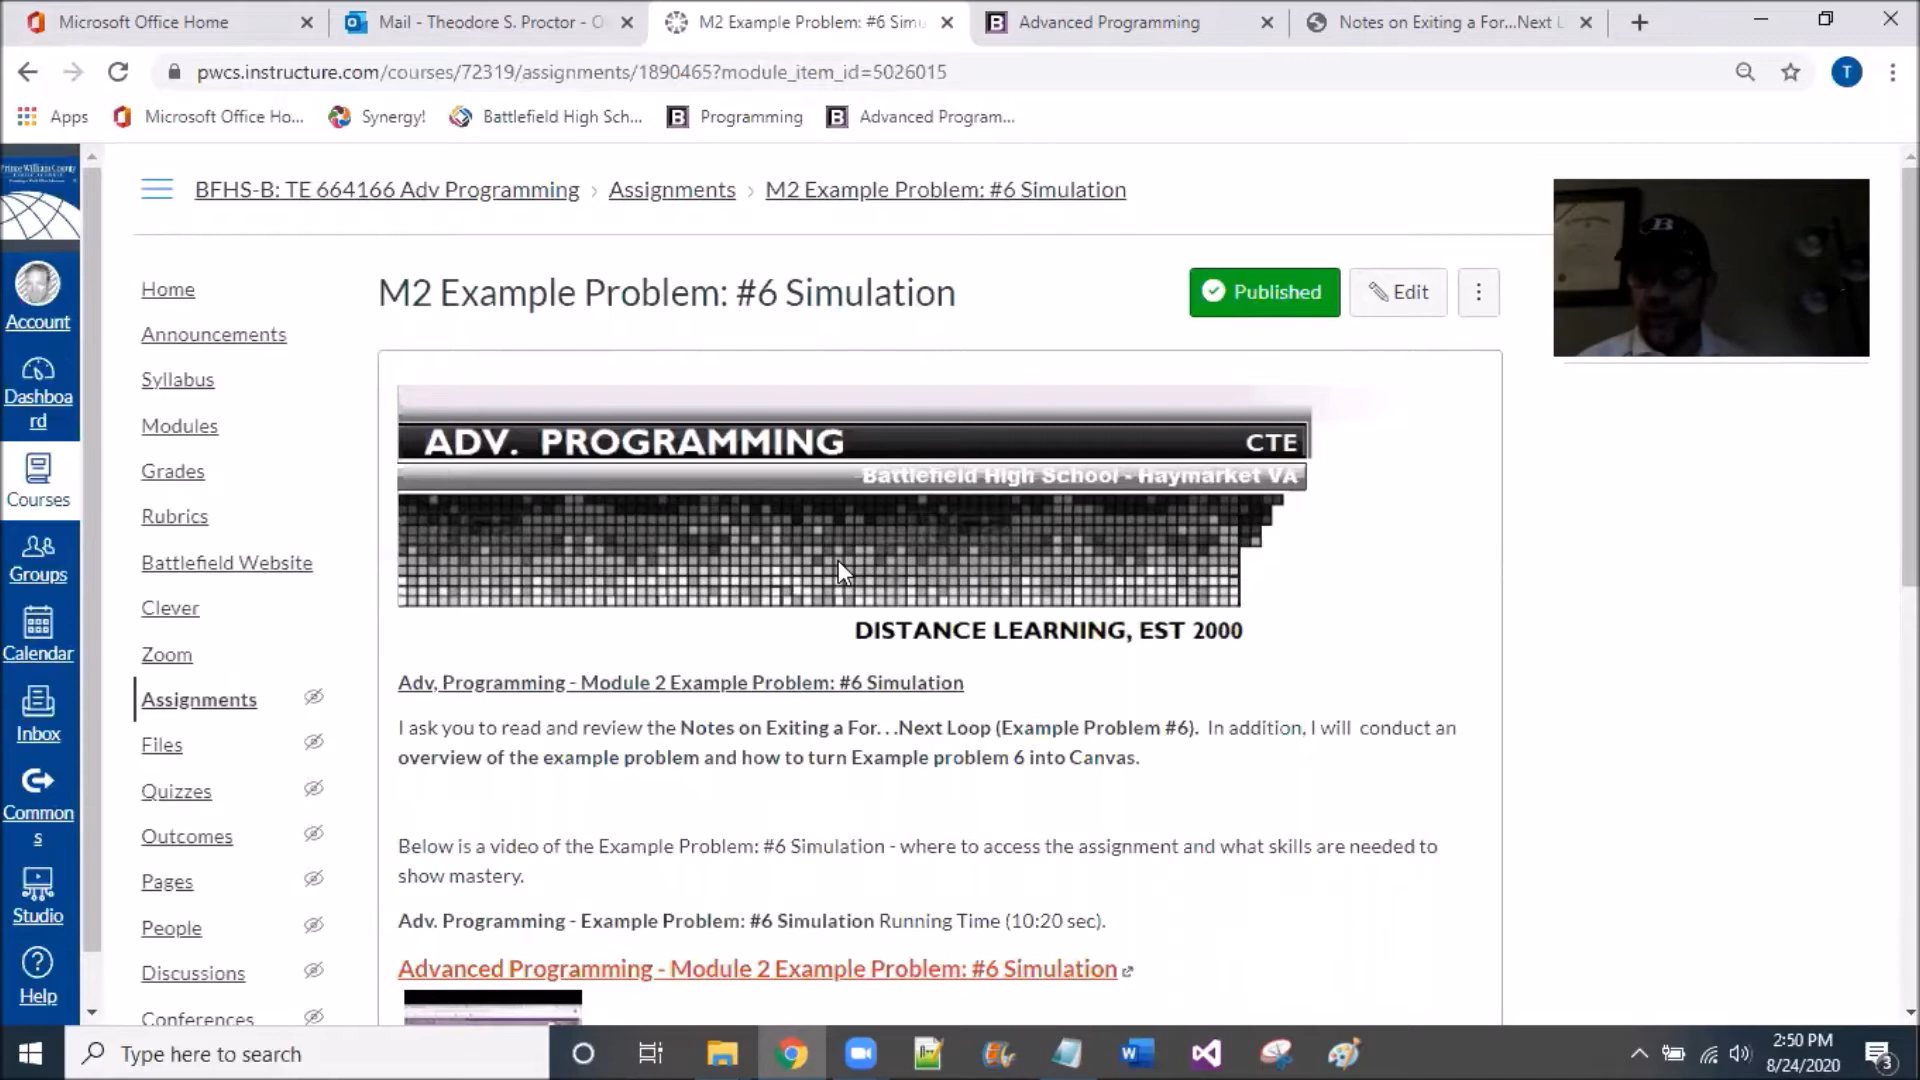 Microsoft Office Home
Mail - Theodore S. Proctor - O
M2 Example Problem: #6 Simu
Advanced Programming
Notes on Exiting a For...Next L
pwcs.instructure.com/courses/72319/assignments/1890465?module_item_id=5026015
T
Apps
Microsoft Office Ho...
Synergy!
Battlefield High Sch...
B
Programming
B
Advanced Program...
Prince William County
BFHS-B: TE 664166 Adv Programming › Assignments › M2 Example Problem: #6 Simulation
B
Account
Dashboa
rd
Courses
Groups
Calendar
Inbox
Common
s
Studio
Help
Home
Announcements
Syllabus
Modules
Grades
Rubrics
Battlefield Website
Clever
Zoom
Assignments
Files
Quizzes
Outcomes
Pages
People
Discussions
Conferences
M2 Example Problem: #6 Simulation
Published
Edit
ADV. PROGRAMMING
CTE
Battlefield High School - Haymarket VA
DISTANCE LEARNING, EST 2000
Adv, Programming - Module 2 Example Problem: #6 Simulation
I ask you to read and review the Notes on Exiting a For. . .Next Loop (Example Problem #6). In addition, I will conduct an
overview of the example problem and how to turn Example problem 6 into Canvas.
Below is a video of the Example Problem: #6 Simulation - where to access the assignment and what skills are needed to
show mastery.
Adv. Programming - Example Problem: #6 Simulation Running Time (10:20 sec).
Advanced Programming - Module 2 Example Problem: #6 Simulation
Type here to search
2:50 PM
8/24/2020
3